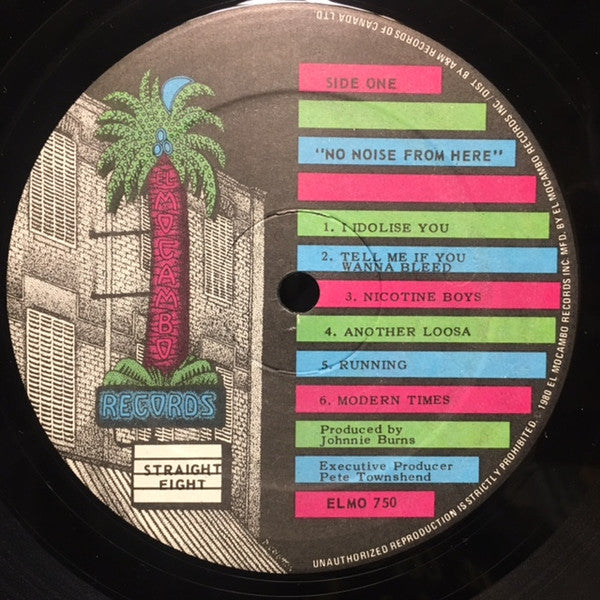 SIDE ONE
"NO NOISE FROM HERE"
1. I IDOLISE YOU
2. TELL ME IF YOU
WANNA BLEED
3. NICOTINE BOYS
4. ANOTHER LOOSA
5. RUNNING
6. MODERN TIMES
Produced by
Johnnie Burns
Executive Producer
Pete Townshend
ELMO 750
EL MOCAMBO
RECORDS
STRAIGHT
EIGHT
UNAUTHORIZED REPRODUCTION IS STRICTLY PROHIBITED. 1980 EL MOCAMBO RECORDS INC. MFD. BY EL MOCAMBO RECORDS INC / DIST BY A&M RECORDS OF CANADA LTD.